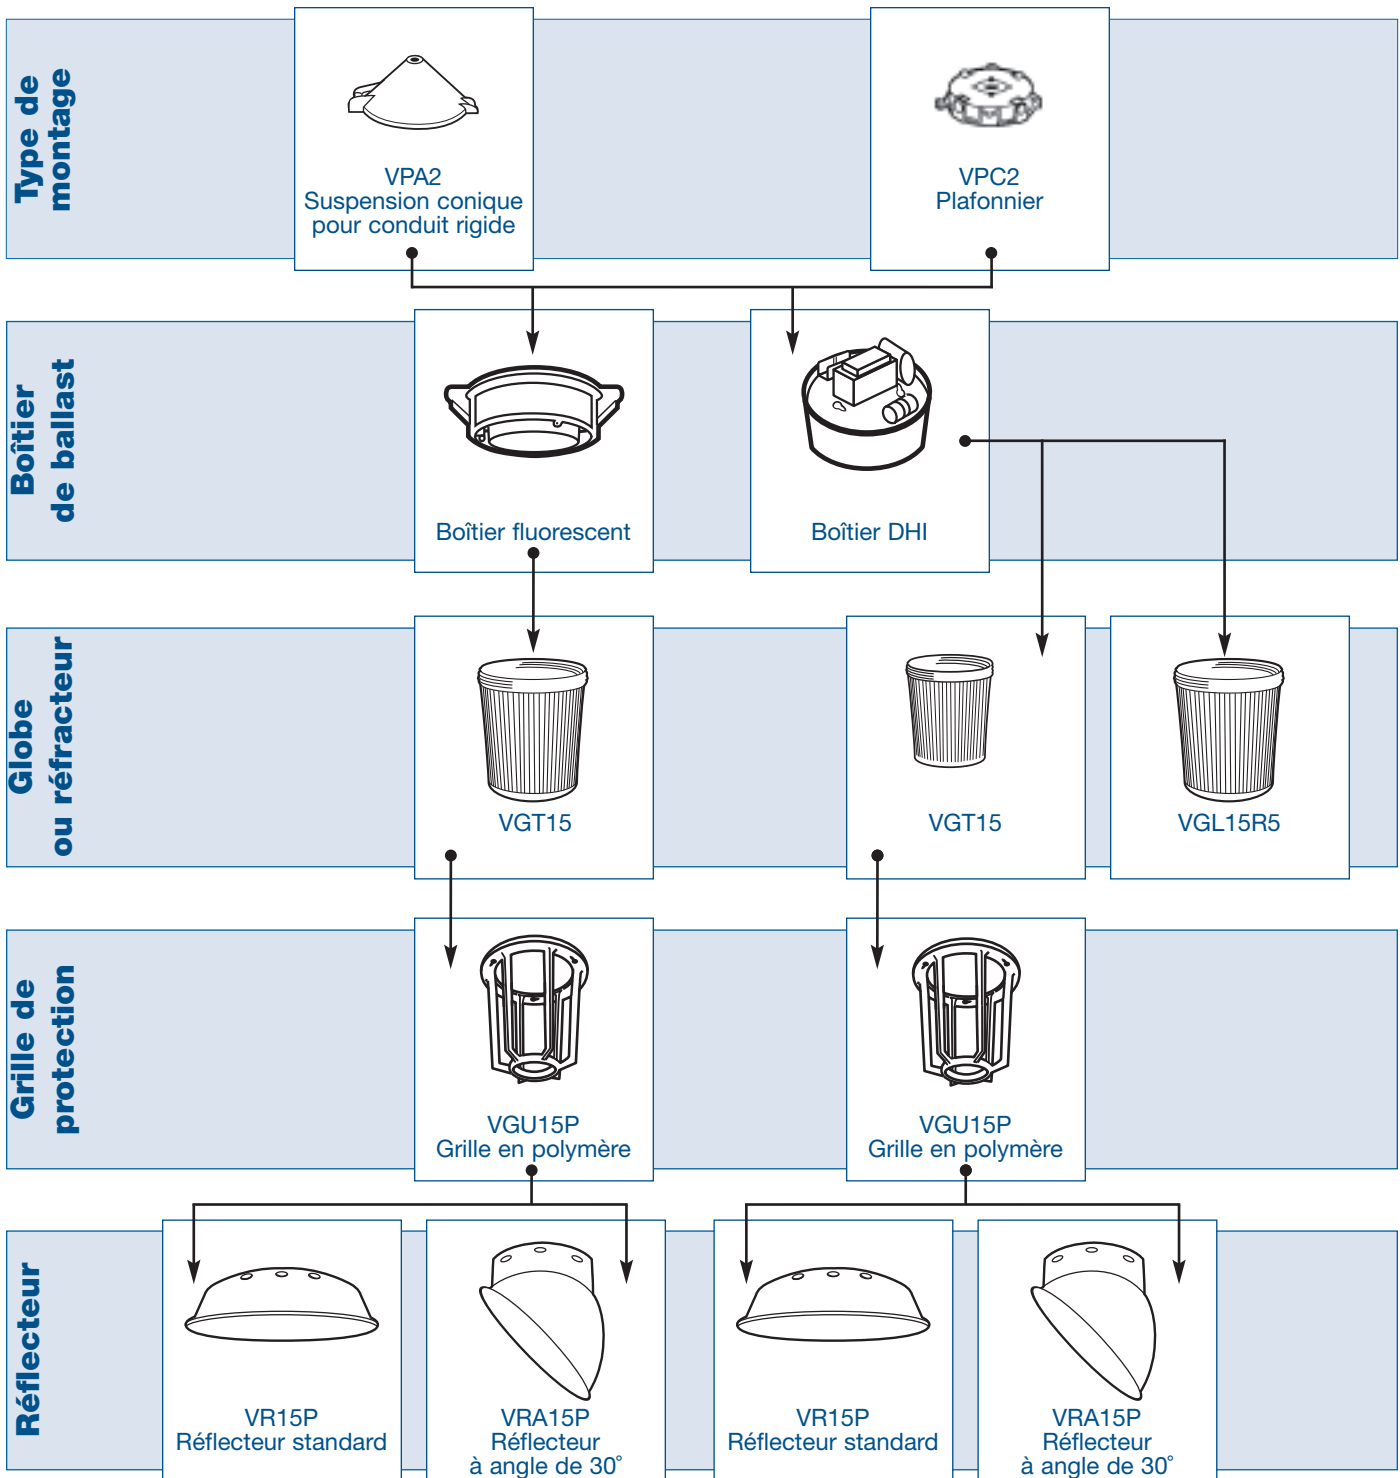 Type de
montage
VPA2
Suspension conique
pour conduit rigide
VPC2
Plafonnier
Boîtier
de ballast
Boîtier fluorescent
Boîtier DHI
Globe
ou réfracteur
VGT15
VGT15
VGL15R5
Grille de
protection
VGU15P
Grille en polymère
VGU15P
Grille en polymère
Réflecteur
VR15P
Réflecteur standard
VRA15P
Réflecteur
à angle de 30˚
VR15P
Réflecteur standard
VRA15P
Réflecteur
à angle de 30˚